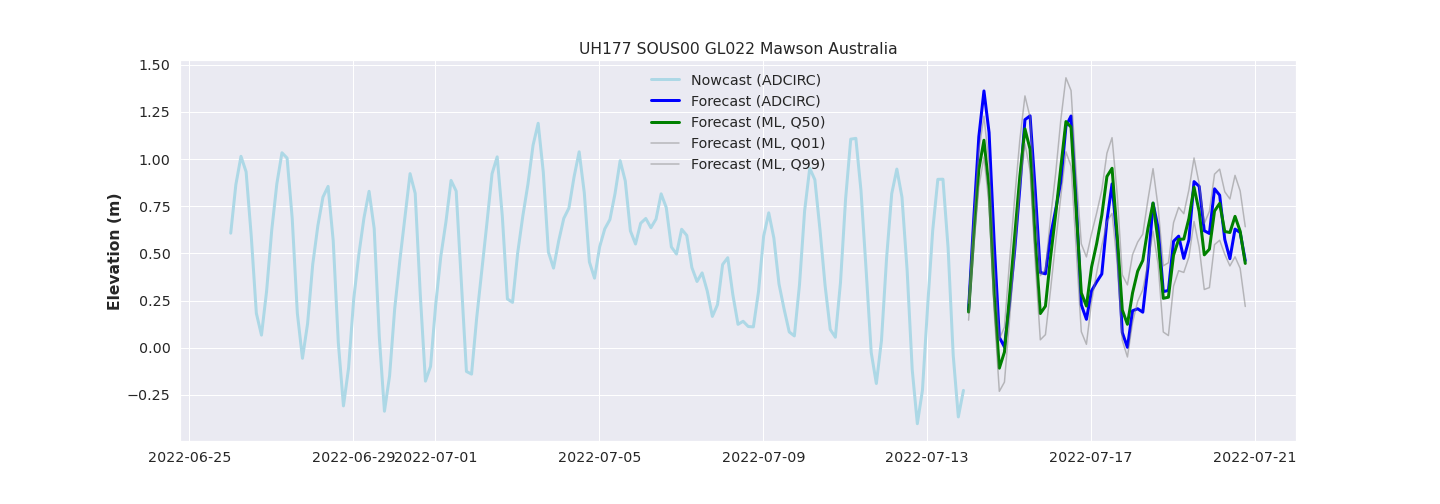 UH177 SOUS00 GL022 Mawson Australia
1.50
1.25
1.00
0.75
0.50
0.25
0.00
−0.25
Elevation (m)
Nowcast (ADCIRC)
Forecast (ADCIRC)
Forecast (ML, Q50)
Forecast (ML, Q01)
Forecast (ML, Q99)
2022-06-25 2022-06-29 2022-07-01 2022-07-05 2022-07-09 2022-07-13 2022-07-17 2022-07-21